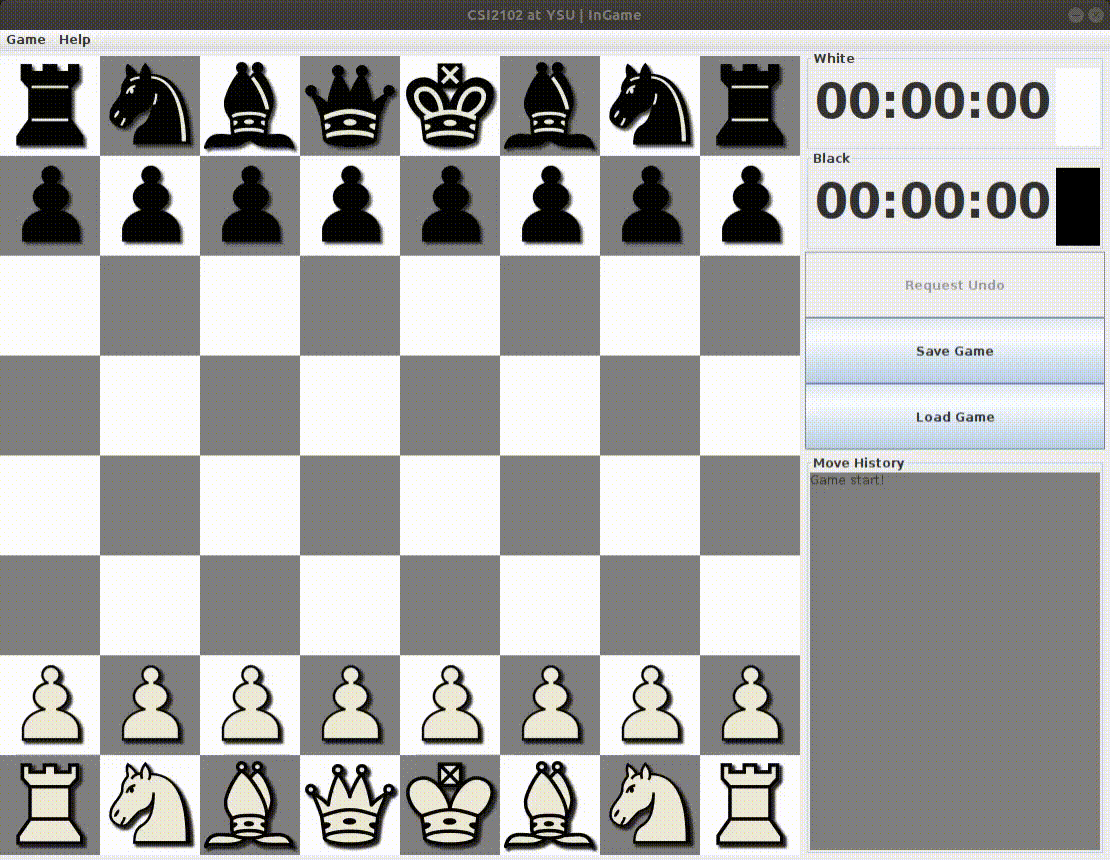 CSI2102 at YSU | InGame
Game Help
White
00:00:00
Black
00:00:00
Request Undo
Save Game
Load Game
Move History
Game start!